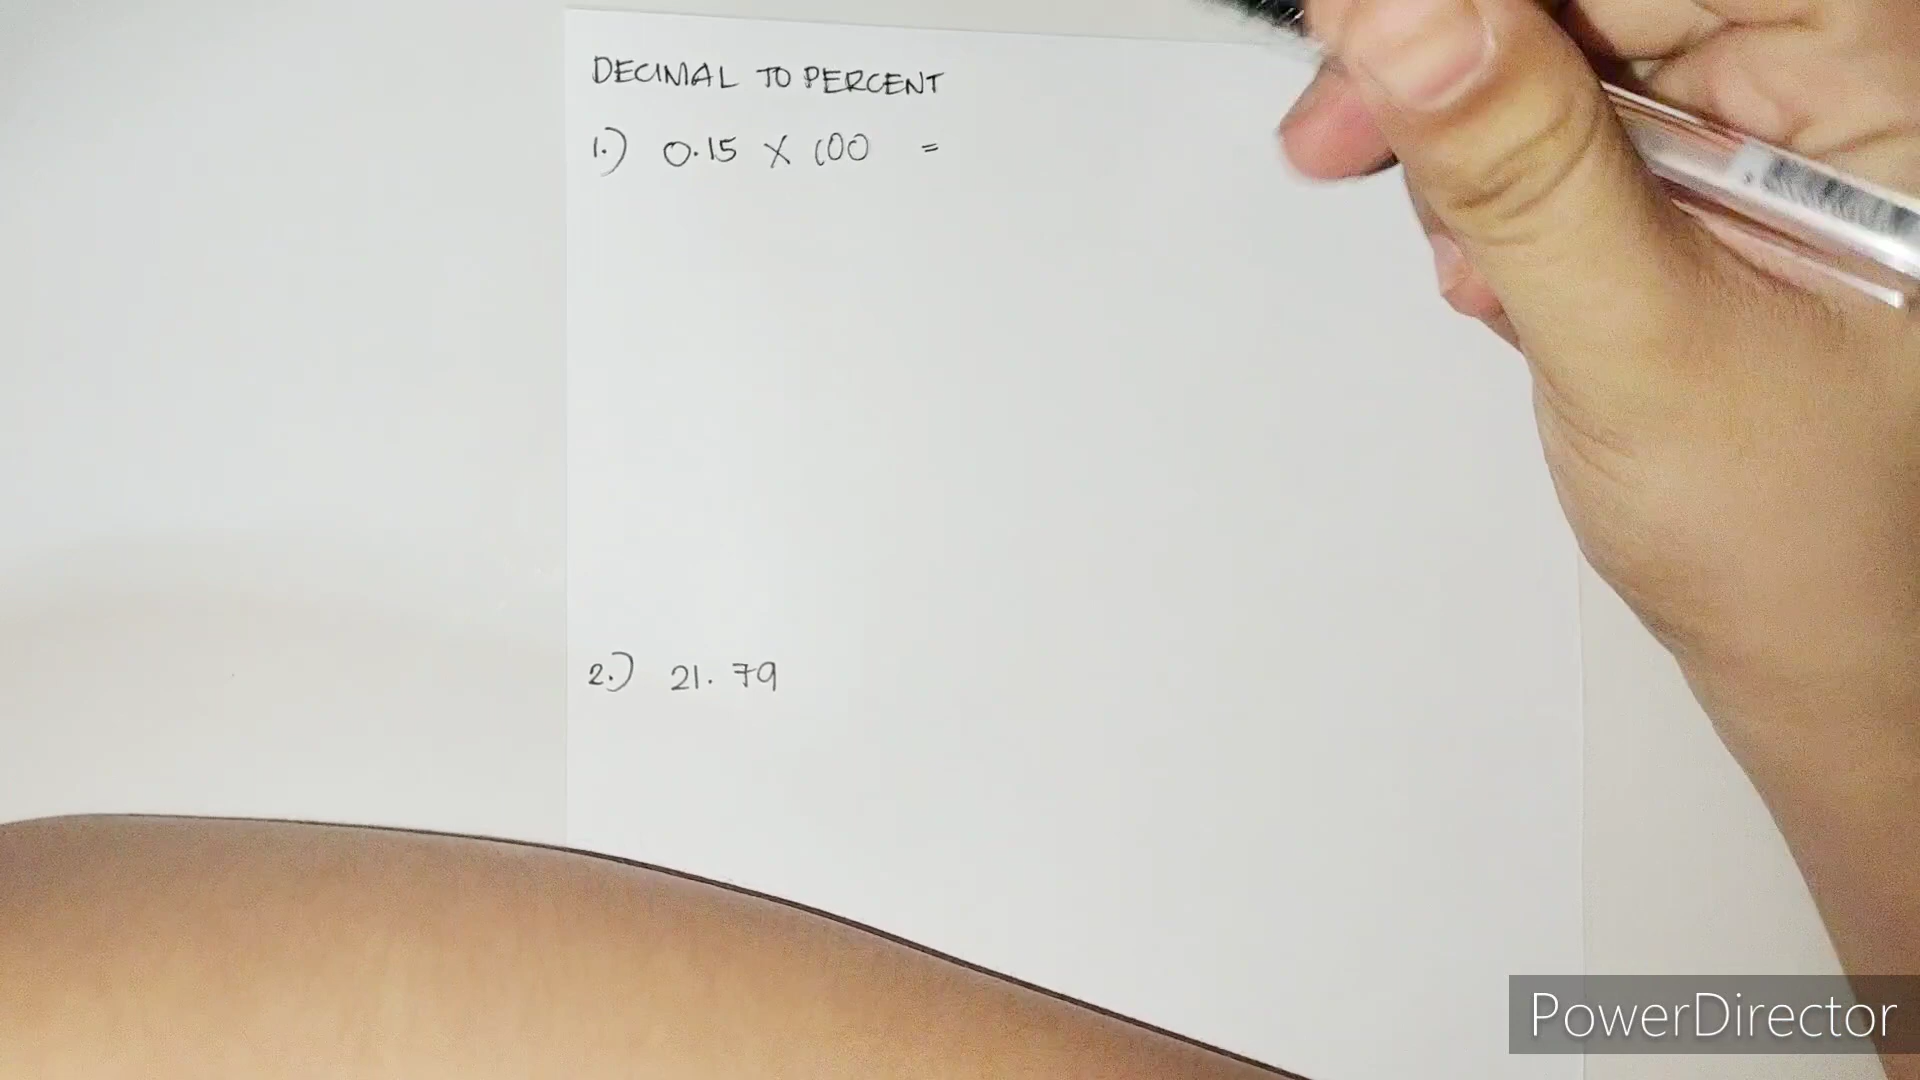 DECIMAL TO PERCENT
1.) 0.15 X 100 =
2.) 21.79
PowerDirector